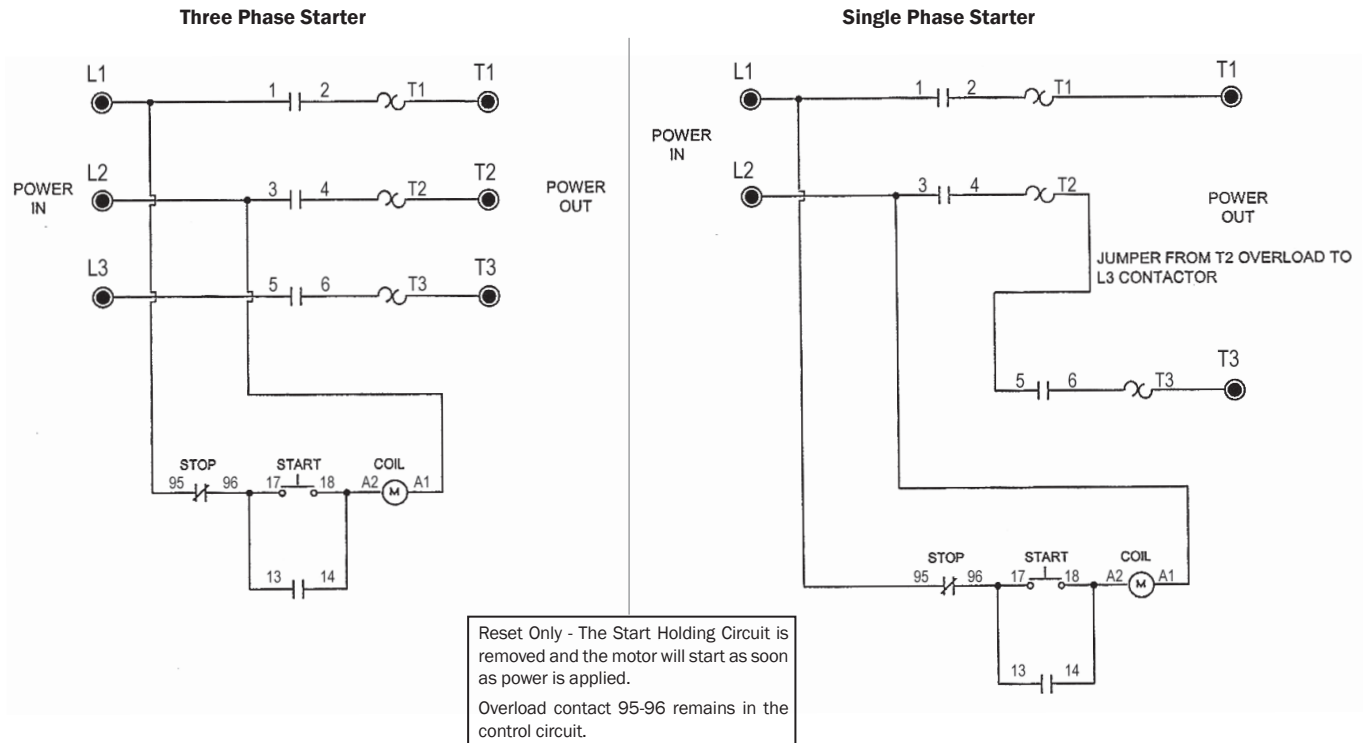 Three Phase Starter
L1
1
2
T1
T1
POWER
IN
L2
3
4
T2
T2
POWER
OUT
L3
5
6
T3
T3
STOP
START
COIL
95
96
17
18
A2
M
A1
13
14
Single Phase Starter
L1
1
2
T1
T1
POWER
IN
L2
3
4
T2
POWER
OUT
JUMPER FROM T2 OVERLOAD TO
L3 CONTACTOR
5
6
T3
T3
STOP
START
COIL
95
96
17
18
A2
M
A1
13
14
Reset Only - The Start Holding Circuit is
removed and the motor will start as soon
as power is applied.
Overload contact 95-96 remains in the
control circuit.